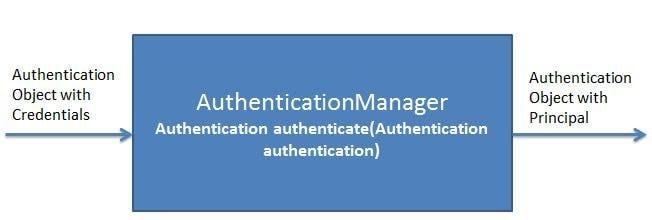 Authentication
Object with
Credentials
AuthenticationManager
Authentication authenticate(Authentication
authentication)
Authentication
Object with
Principal